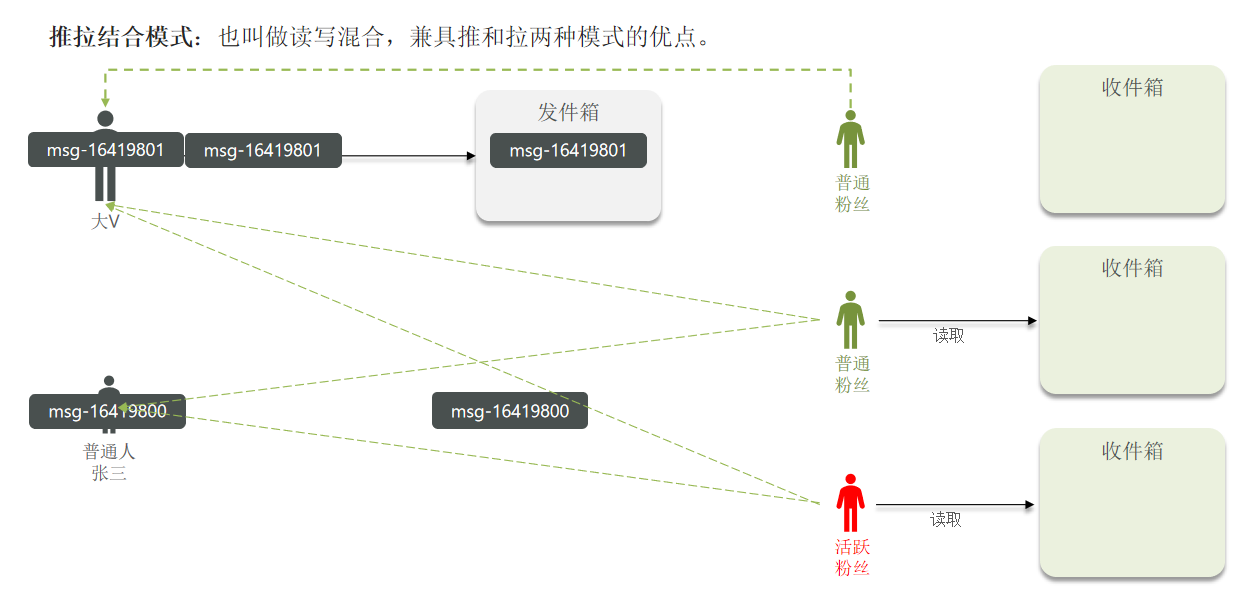 推拉结合模式：也叫做读写混合，兼具推和拉两种模式的优点。
发件箱
收件箱
msg-16419801
msg-16419801
msg-16419801
普通
粉丝
大V
收件箱
读取
普通
粉丝
msg-16419800
msg-16419800
普通人
张三
收件箱
读取
活跃
粉丝